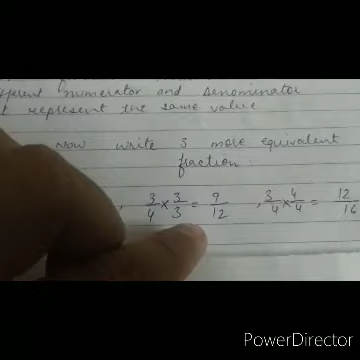 numerator and Denominator
represent the same value
Now write 3 more equivalent
fraction.
, 3/4 × 3/3 = 9/12 , 3/4 × 4/4 = 12/16
PowerDirector